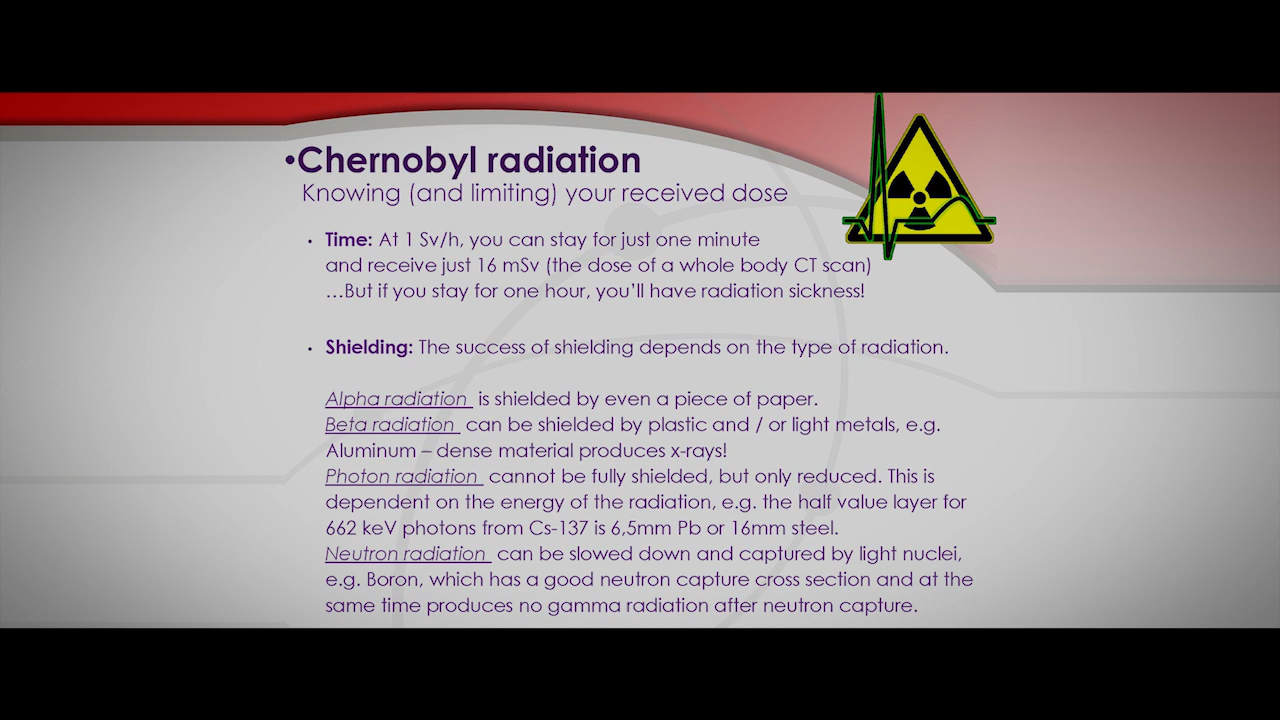 •Chernobyl radiation
Knowing (and limiting) your received dose
• Time: At 1 Sv/h, you can stay for just one minute
and receive just 16 mSv (the dose of a whole body CT scan)
…But if you stay for one hour, you’ll have radiation sickness!
• Shielding: The success of shielding depends on the type of radiation.
Alpha radiation is shielded by even a piece of paper.
Beta radiation can be shielded by plastic and / or light metals, e.g.
Aluminum – dense material produces x-rays!
Photon radiation cannot be fully shielded, but only reduced. This is
dependent on the energy of the radiation, e.g. the half value layer for
662 keV photons from Cs-137 is 6,5mm Pb or 16mm steel.
Neutron radiation can be slowed down and captured by light nuclei,
e.g. Boron, which has a good neutron capture cross section and at the
same time produces no gamma radiation after neutron capture.